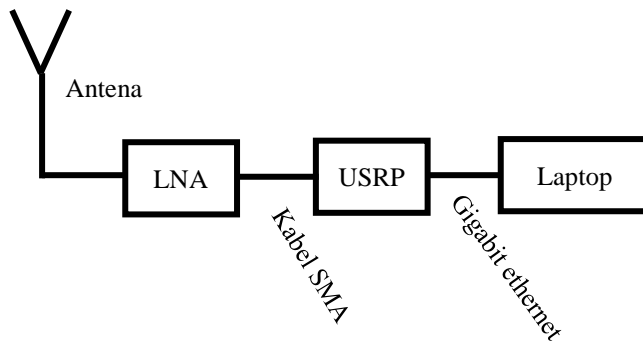 Antena
LNA
Kabel SMA
USRP
Gigabit ethernet
Laptop